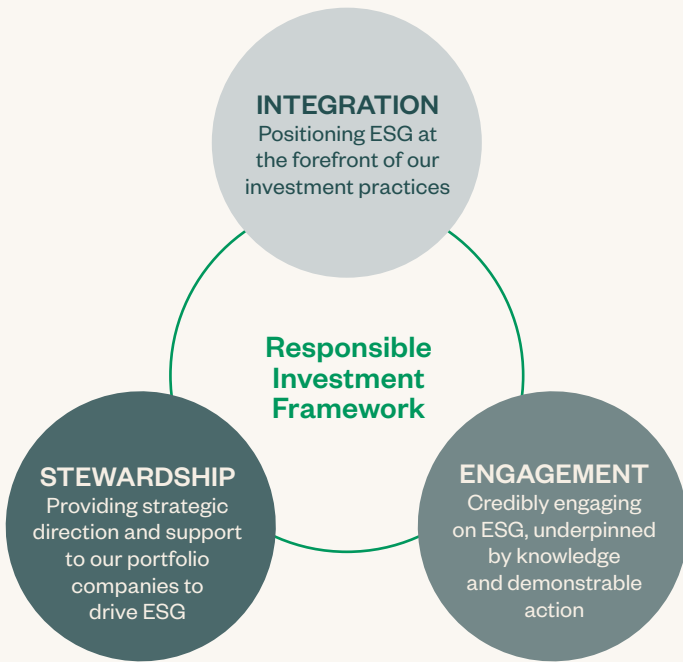 INTEGRATION
Positioning ESG at
the forefront of our
investment practices
Responsible
Investment
Framework
STEWARDSHIP
Providing strategic
direction and support
to our portfolio
companies to
drive ESG
ENGAGEMENT
Credibly engaging
on ESG, underpinned
by knowledge
and demonstrable
action